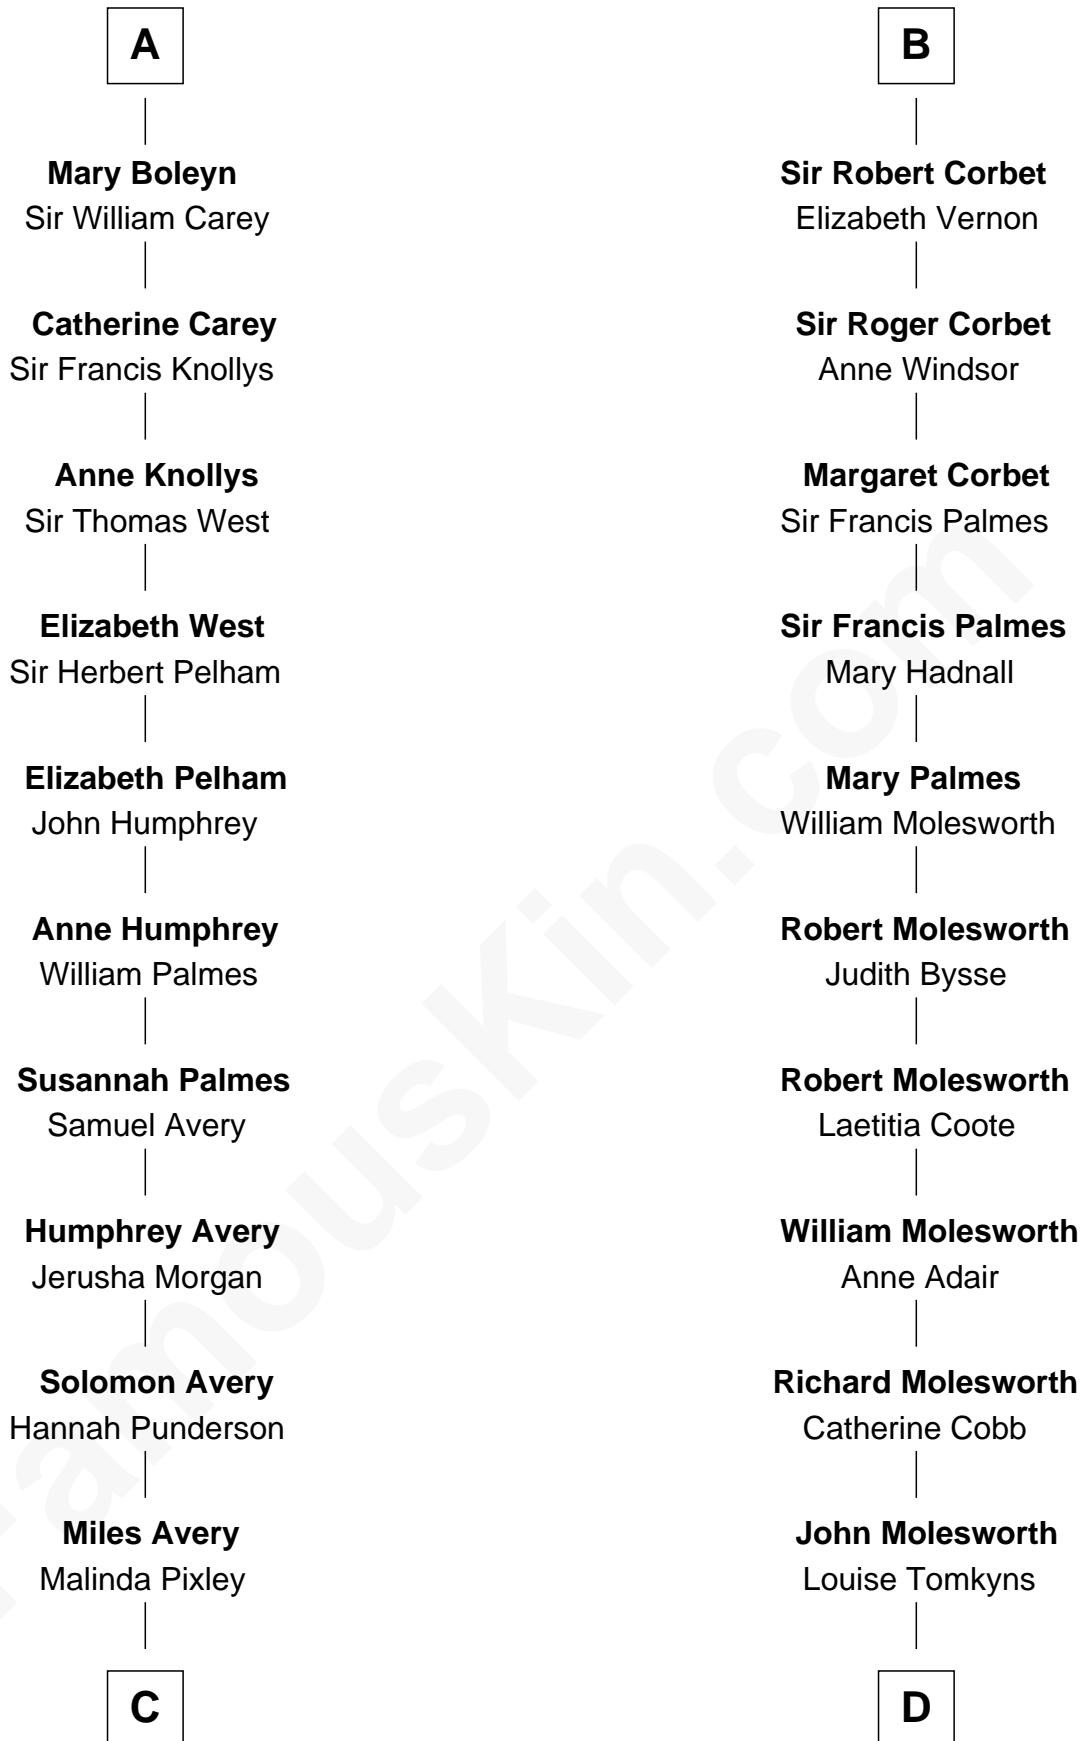 A
Mary Boleyn
Sir William Carey
Catherine Carey
Sir Francis Knollys
Anne Knollys
Sir Thomas West
Elizabeth West
Sir Herbert Pelham
Elizabeth Pelham
John Humphrey
Anne Humphrey
William Palmes
Susannah Palmes
Samuel Avery
Humphrey Avery
Jerusha Morgan
Solomon Avery
Hannah Punderson
Miles Avery
Malinda Pixley
C
B
Sir Robert Corbet
Elizabeth Vernon
Sir Roger Corbet
Anne Windsor
Margaret Corbet
Sir Francis Palmes
Sir Francis Palmes
Mary Hadnall
Mary Palmes
William Molesworth
Robert Molesworth
Judith Bysse
Robert Molesworth
Laetitia Coote
William Molesworth
Anne Adair
Richard Molesworth
Catherine Cobb
John Molesworth
Louise Tomkyns
D
FamousKin.com